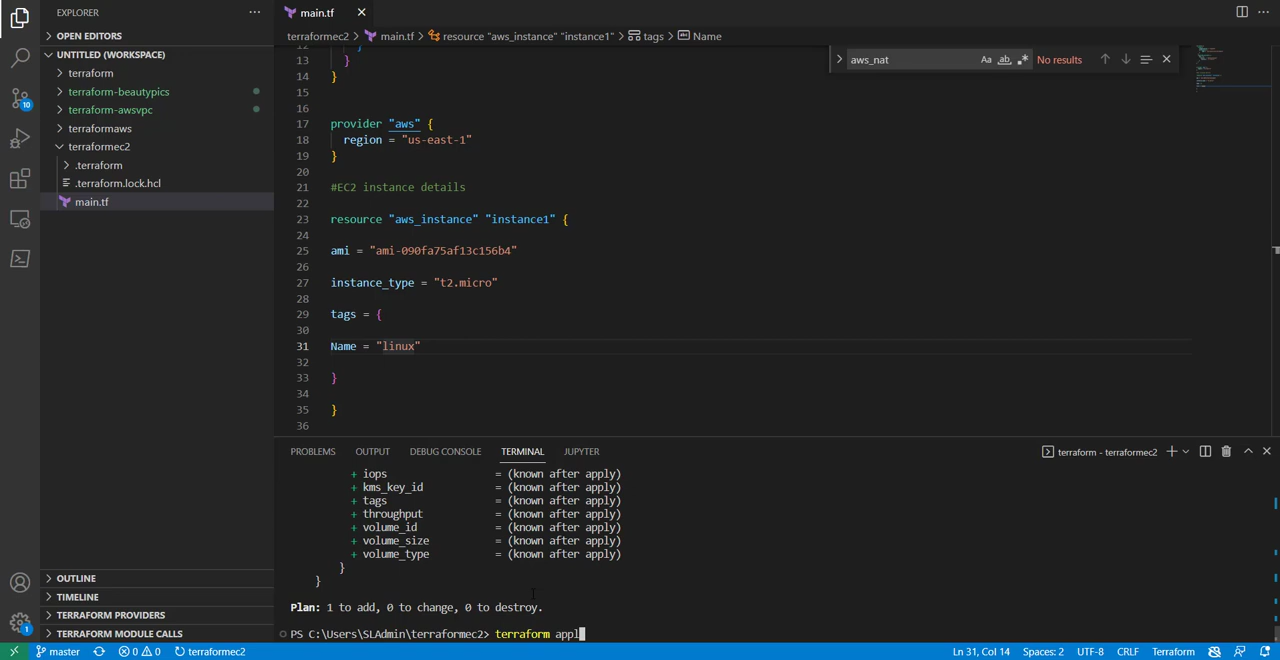 EXPLORER
OPEN EDITORS
UNTITLED (WORKSPACE)
terraform
terraform-beautypics
terraform-awsvpc
terraformaws
terraformec2
.terraform
.terraform.lock.hcl
main.tf
OUTLINE
TIMELINE
TERRAFORM PROVIDERS
TERRAFORM MODULE CALLS
10
1
main.tf
terraformec2 > main.tf > resource "aws_instance" "instance1" > tags > Name
aws_nat Aa ab No results
13 }
14 }
15
16
17 provider "aws" {
18 region = "us-east-1"
19 }
20
21 #EC2 instance details
22
23 resource "aws_instance" "instance1" {
24
25 ami = "ami-090fa75af13c156b4"
26
27 instance_type = "t2.micro"
28
29 tags = {
30
31 Name = "linux"
32
33 }
34
35 }
36
PROBLEMS OUTPUT DEBUG CONSOLE TERMINAL JUPYTER terraform - terraformec2
+ iops = (known after apply)
+ kms_key_id = (known after apply)
+ tags = (known after apply)
+ throughput = (known after apply)
+ volume_id = (known after apply)
+ volume_size = (known after apply)
+ volume_type = (known after apply)
}
}
Plan: 1 to add, 0 to change, 0 to destroy.
PS C:\Users\SLAdmin\terraformec2> terraform appl
master 0 0 terraformec2 Ln 31, Col 14 Spaces: 2 UTF-8 CRLF Terraform